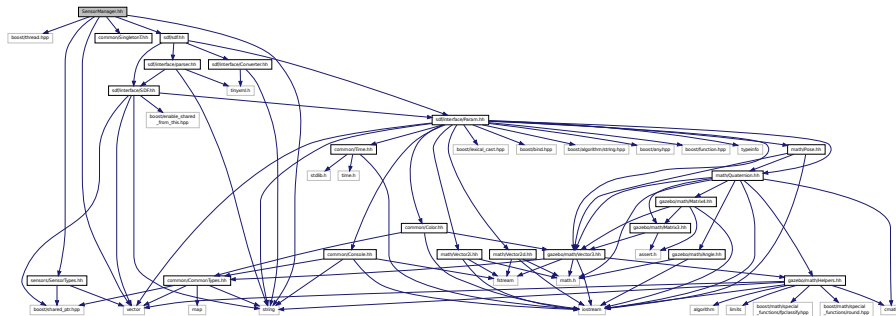 SensorManager.hh
boost/thread.hpp
common/SingletonT.hh
sdf/sdf.hh
sdf/interface/parser.hh
sdf/interface/Converter.hh
sdf/interface/SDF.hh
tinyxml.h
boost/enable_shared
_from_this.hpp
sdf/interface/Param.hh
common/Time.hh
boost/lexical_cast.hpp
boost/bind.hpp
boost/algorithm/string.hpp
boost/any.hpp
boost/function.hpp
typeinfo
math/Pose.hh
stdlib.h
time.h
math/Quaternion.hh
gazebo/math/Matrix4.hh
common/Color.hh
gazebo/math/Matrix3.hh
common/Console.hh
math/Vector2i.hh
math/Vector2d.hh
gazebo/math/Vector3.hh
assert.h
gazebo/math/Angle.hh
sensors/SensorTypes.hh
common/CommonTypes.hh
fstream
math.h
gazebo/math/Helpers.hh
boost/shared_ptr.hpp
vector
map
string
iostream
algorithm
limits
boost/math/special
_functions/fpclassify.hpp
boost/math/special
_functions/round.hpp